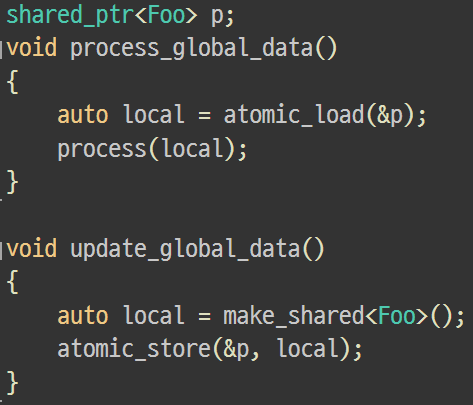 shared_ptr<Foo> p;
void process_global_data()
{
    auto local = atomic_load(&p);
    process(local);
}

void update_global_data()
{
    auto local = make_shared<Foo>();
    atomic_store(&p, local);
}